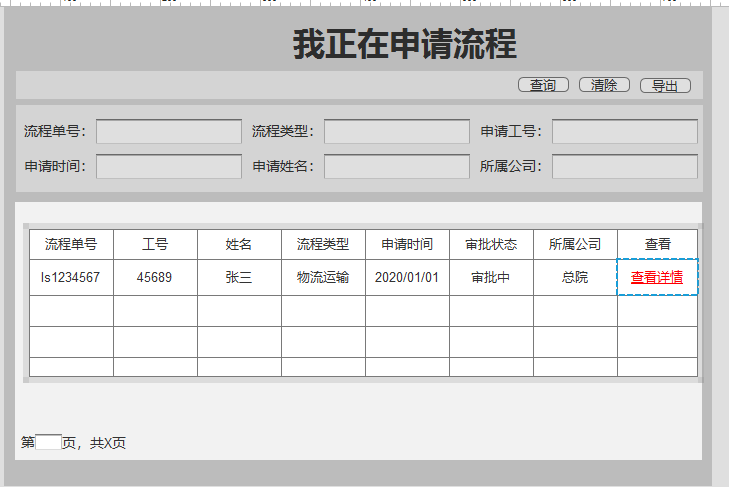 我正在申请流程
查询 清除 导出
流程单号: 流程类型: 申请工号:
申请时间: 申请姓名: 所属公司:
流程单号 工号 姓名 流程类型 申请时间 审批状态 所属公司 查看
ls1234567 45689 张三 物流运输 2020/01/01 审批中 总院 查看详情
第 页，共X页